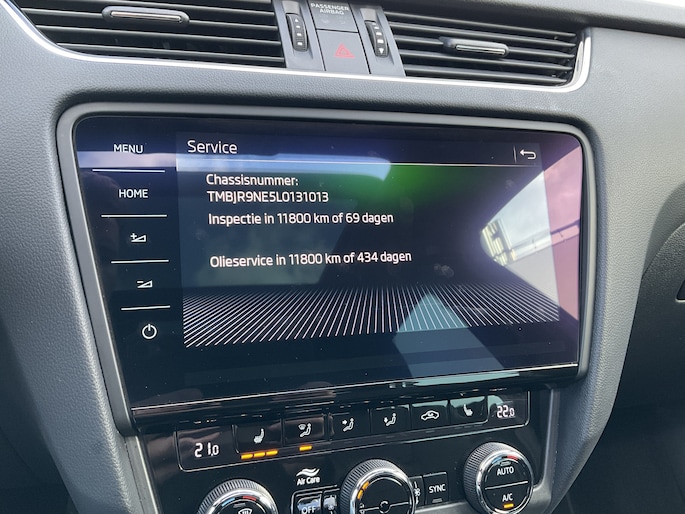 PASSENGER
AIRBAG
MENU
Service
HOME
Chassisnummer:
TMBJR9NE5L0131013
Inspectie in 11800 km of 69 dagen
Olieservice in 11800 km of 434 dagen
21.0
22.0
Air Care
OFF
SYNC
AUTO
A/C